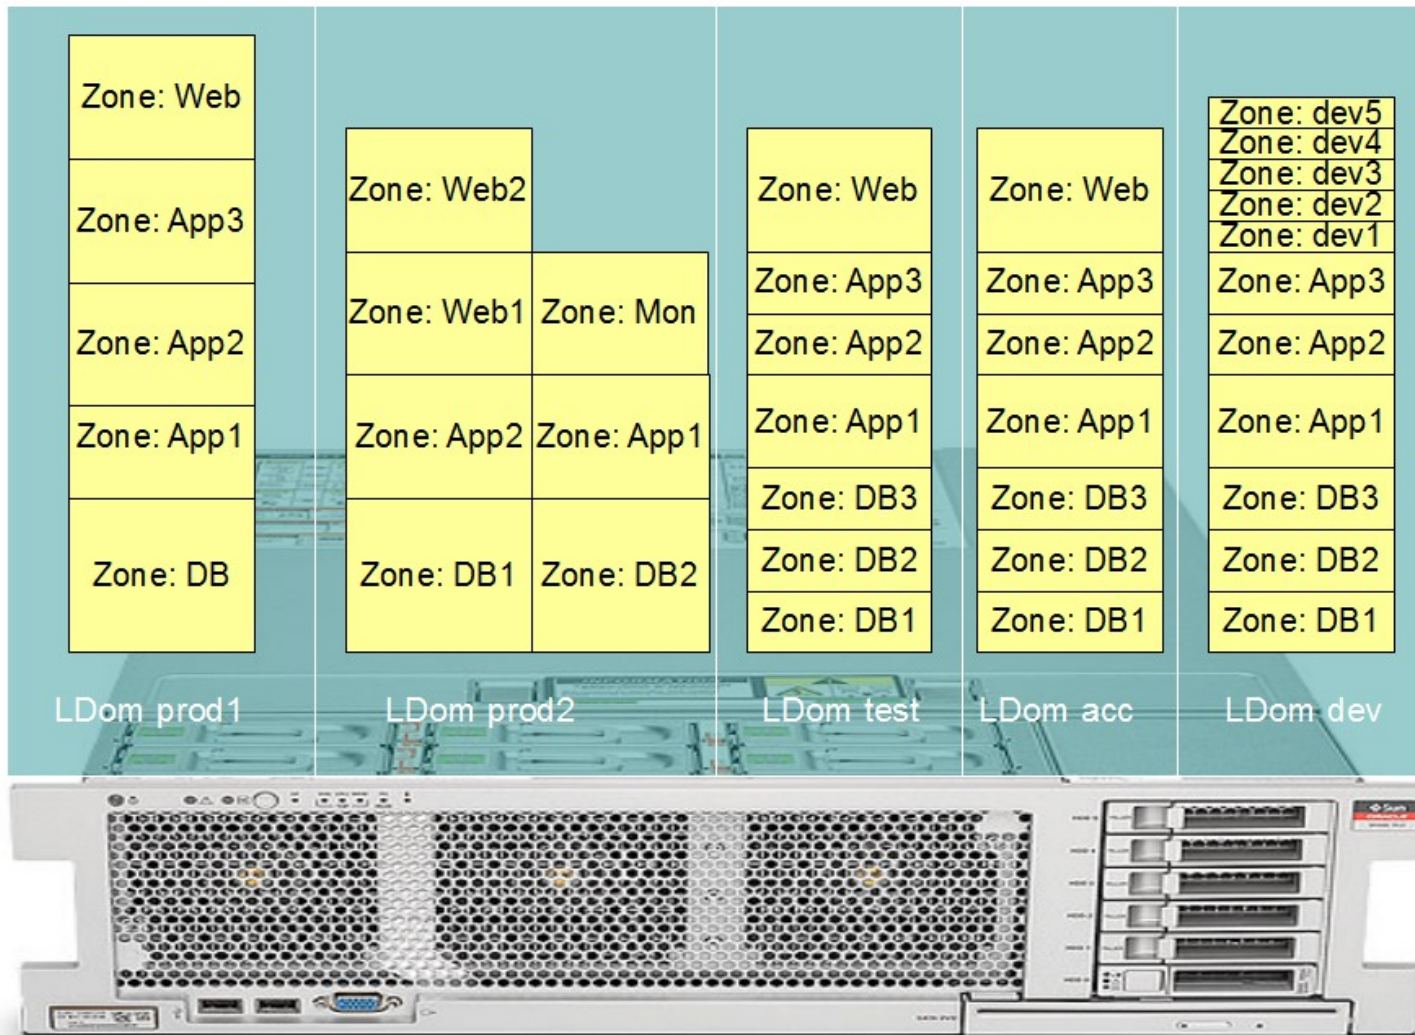 Zone: Web
Zone: App3
Zone: App2
Zone: App1
Zone: DB
LDom prod1
Zone: Web2
Zone: Web1
Zone: Mon
Zone: App2
Zone: App1
Zone: DB1
Zone: DB2
LDom prod2
Zone: Web
Zone: App3
Zone: App2
Zone: App1
Zone: DB3
Zone: DB2
Zone: DB1
LDom test
Zone: Web
Zone: App3
Zone: App2
Zone: App1
Zone: DB3
Zone: DB2
Zone: DB1
LDom acc
Zone: dev5
Zone: dev4
Zone: dev3
Zone: dev2
Zone: dev1
Zone: App3
Zone: App2
Zone: App1
Zone: DB3
Zone: DB2
Zone: DB1
LDom dev
INFORMATION
Sun
ORACLE